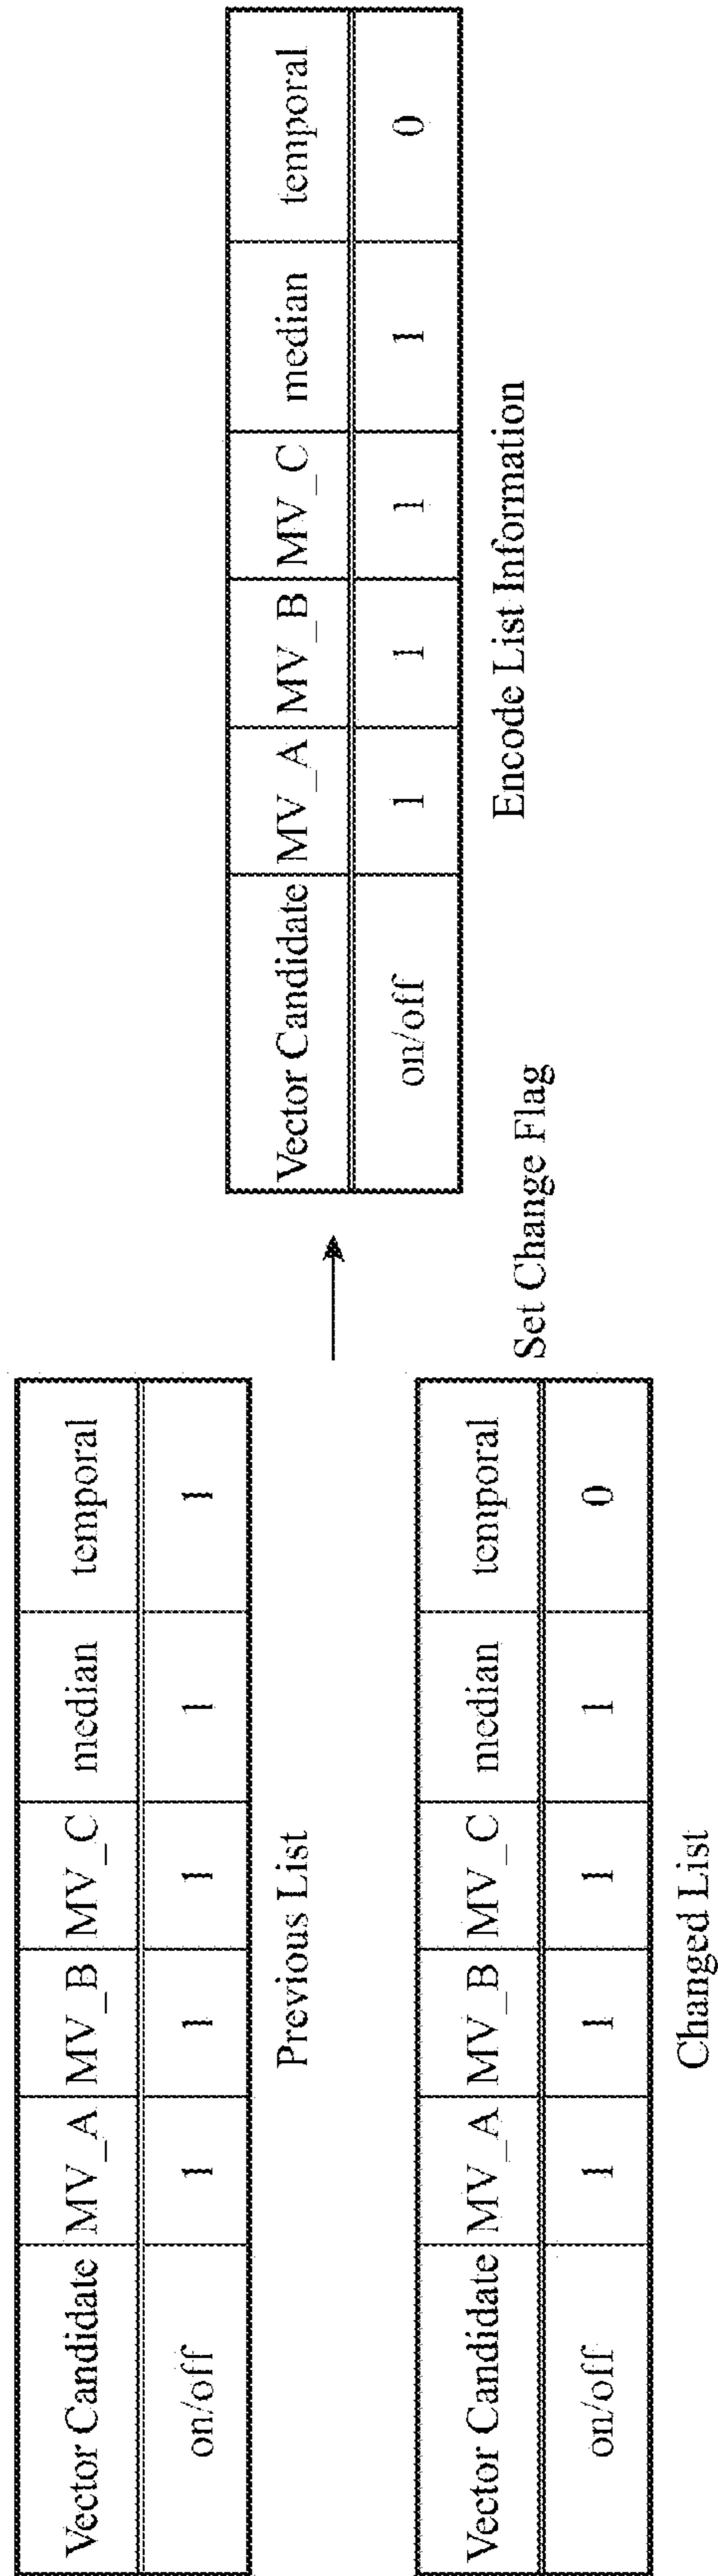 Vector Candidate MV_A MV_B MV_C median temporal
on/off 1 1 1 1 1
Previous List
Vector Candidate MV_A MV_B MV_C median temporal
on/off 1 1 1 1 0
Changed List
Set Change Flag
Vector Candidate MV_A MV_B MV_C median temporal
on/off 1 1 1 1 0
Encode List Information